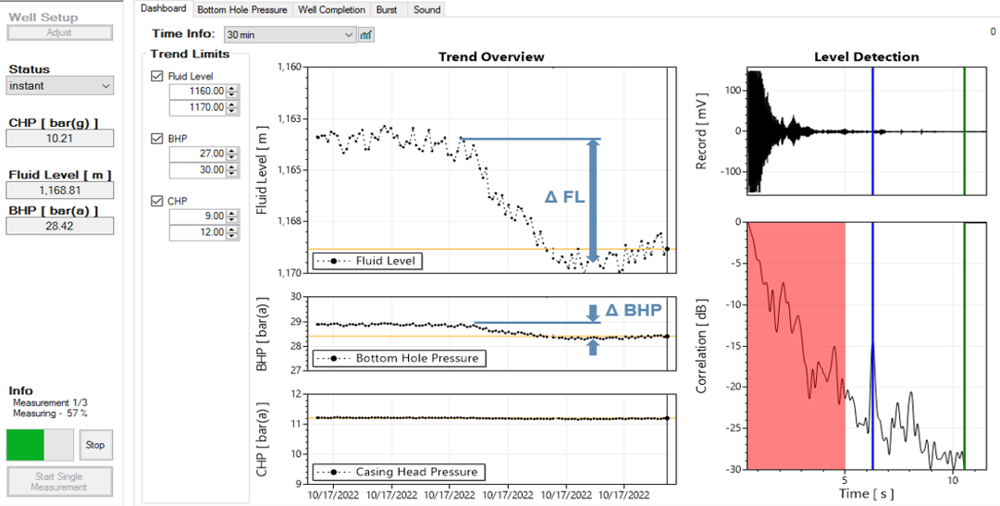 Dashboard Bottom Hole Pressure Well Completion Burst Sound
Well Setup
Adjust
Time Info: 30 min 0
Status
instant
CHP [ bar(g) ]
10.21
Fluid Level [ m ]
1,168.81
BHP [ bar(a) ]
28.42
Info
Measurement 1/3
Measuring - 57 %
Stop
Start Single
Measurement
Trend Limits
Fluid Level
1160.00
1170.00
BHP
27.00
30.00
CHP
9.00
12.00
Trend Overview
Fluid Level [ m ]
1,160
1,163
1,165
1,168
1,170
Δ FL
Fluid Level
BHP [ bar(a) ]
30
29
28
27
Δ BHP
Bottom Hole Pressure
CHP [ bar(a) ]
12
11
10
9
Casing Head Pressure
10/17/2022 10/17/2022 10/17/2022 10/17/2022 10/17/2022 10/17/2022
Level Detection
Record [ mV ]
100
0
-100
Correlation [ dB ]
0
-5
-10
-15
-20
-25
-30
5 10
Time [ s ]